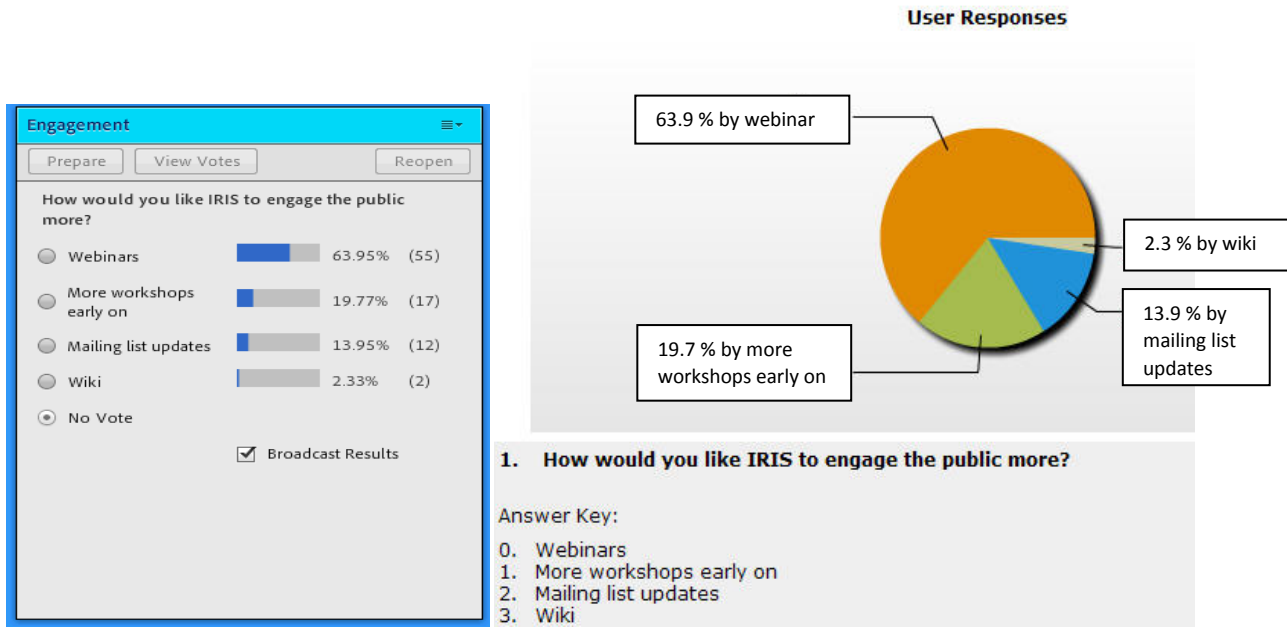 Engagement
Prepare
View Votes
Reopen
How would you like IRIS to engage the public
more?
Webinars 63.95% (55)
More workshops
early on 19.77% (17)
Mailing list updates 13.95% (12)
Wiki 2.33% (2)
No Vote
Broadcast Results
User Responses
63.9 % by webinar
2.3 % by wiki
13.9 % by
mailing list
updates
19.7 % by more
workshops early on
1. How would you like IRIS to engage the public more?
Answer Key:
0. Webinars
1. More workshops early on
2. Mailing list updates
3. Wiki